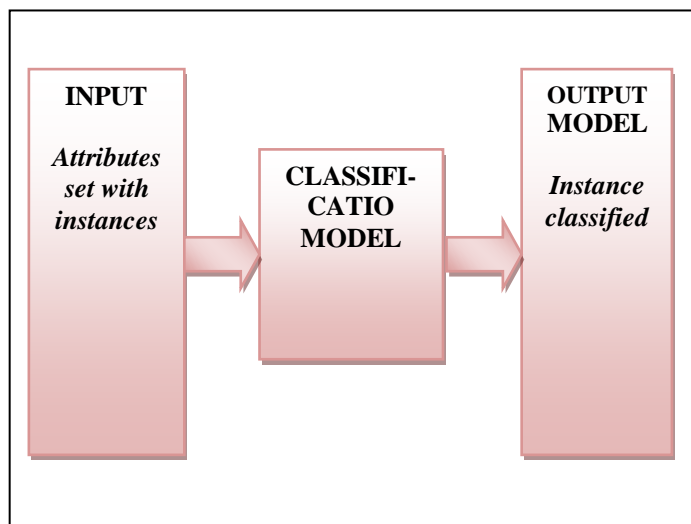 INPUT
Attributes
set with
instances
CLASSIFI-
CATIO
MODEL
OUTPUT
MODEL
Instance
classified